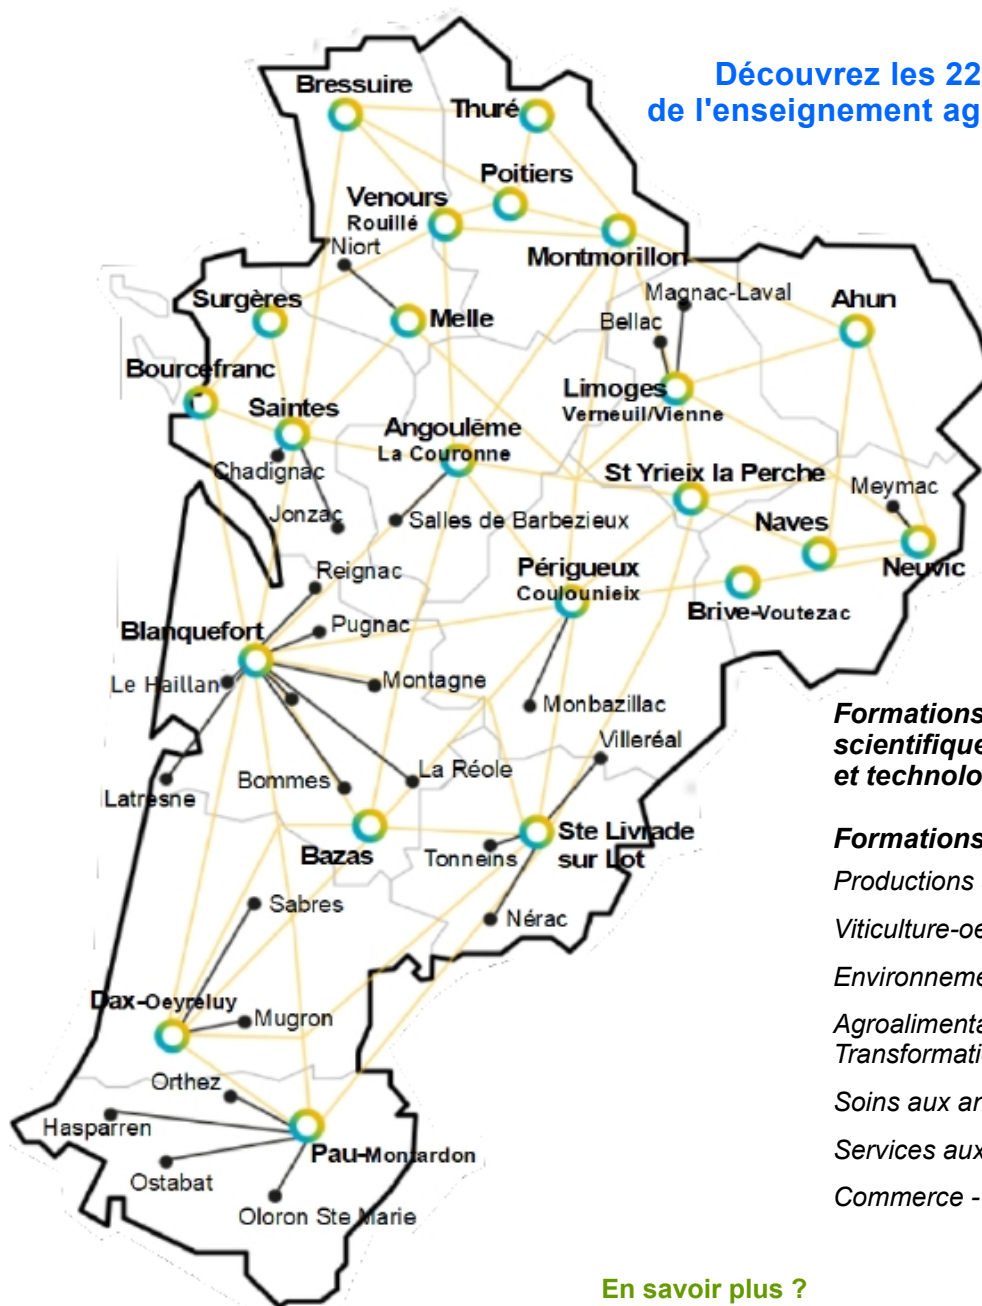 Découvrez les 22
de l'enseignement ag
Bressuire
Thuré
Poitiers
Venours
Rouillé
Niort
Montmorillon
Magnac-Laval
Surgères
Melle
Bellac
Ahun
Bourcefranc
Limoges
Verneuil/Vienne
Saintes
Angoulême
La Couronne
Chadignac
St Yrieix la Perche
Meymac
Jonzac
Salles de Barbezieux
Naves
Reignac
Périgueux
Coulounieix
Neuvic
Pugnac
Brive-Voutezac
Blanquefort
Le Haillan
Montagne
Monbazillac
Villeréal
Latresne
Bommes
La Réole
Bazas
Tonneins
Ste Livrade
sur Lot
Sabres
Nérac
Dax-Oeyreluy
Mugron
Orthez
Hasparren
Pau-Montardon
Ostabat
Oloron Ste Marie
Formations
scientifique
et technolo
Formations
Productions
Viticulture-oe
Environneme
Agroalimenta
Transformati
Soins aux an
Services aux
Commerce -
En savoir plus ?